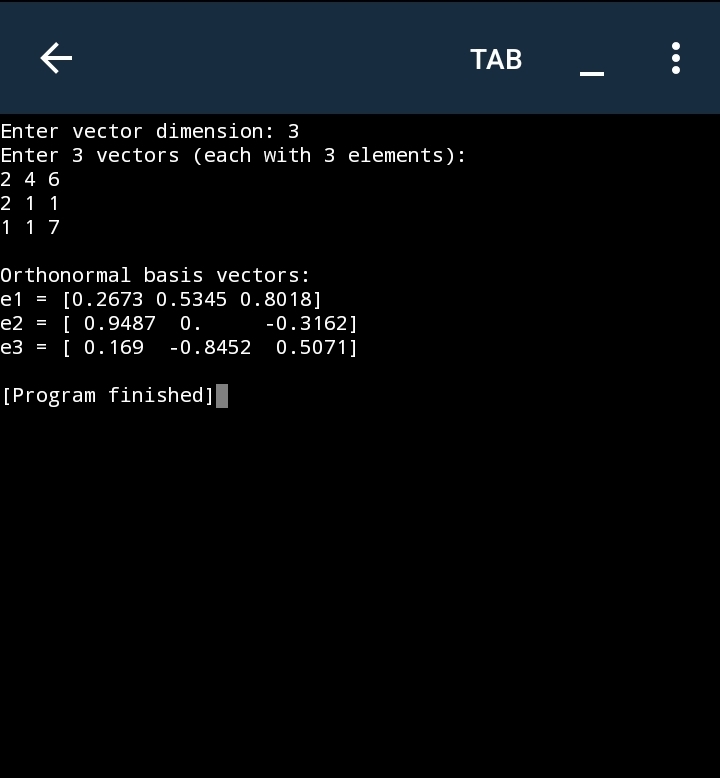 TAB _
Enter vector dimension: 3
Enter 3 vectors (each with 3 elements):
2 4 6
2 1 1
1 1 7
Orthonormal basis vectors:
e1 = [0.2673 0.5345 0.8018]
e2 = [ 0.9487  0.     -0.3162]
e3 = [ 0.169  -0.8452  0.5071]
[Program finished]